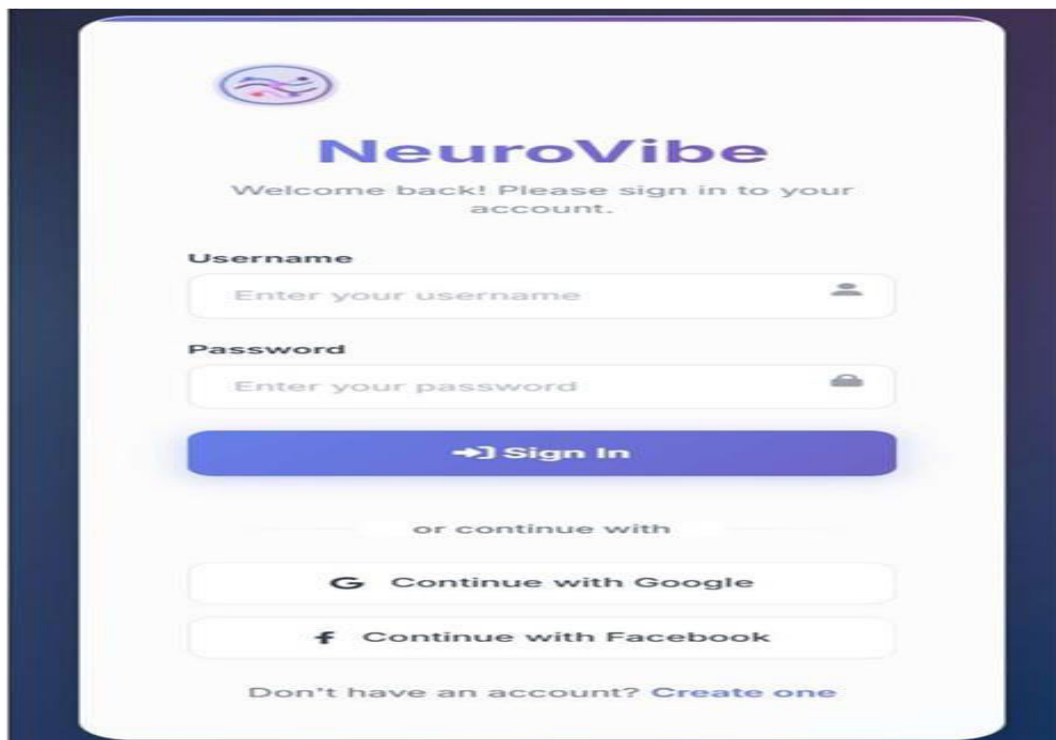 NeuroVibe
Welcome back! Please sign in to your
account.
Username
Enter your username
Password
Enter your password
Sign In
or continue with
G Continue with Google
f Continue with Facebook
Don't have an account? Create one